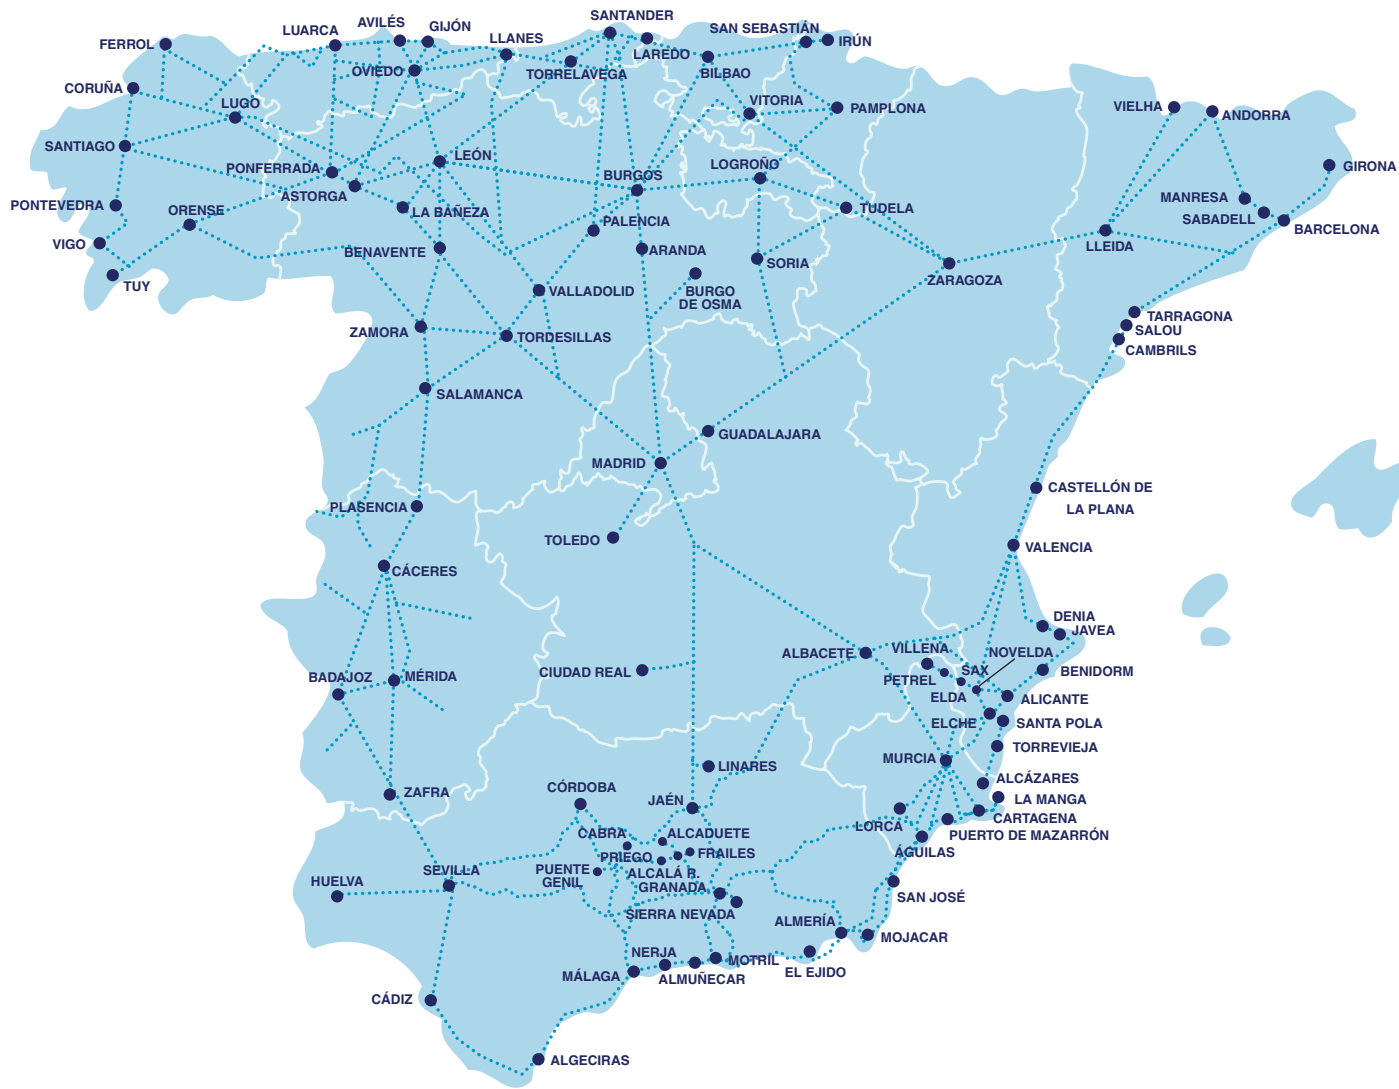 SANTANDER
AVILÉS
GIJÓN
LUARCA
SAN SEBASTIÁN
IRÚN
FERROL
LLANES
LAREDO
OVIEDO
TORRELAVEGA
BILBAO
CORUÑA
LUGO
VITORIA
PAMPLONA
VIELHA
ANDORRA
SANTIAGO
LEÓN
PONFERRADA
LOGROÑO
GIRONA
ASTORGA
BURGOS
PONTEVEDRA
ORENSE
LA BAÑEZA
PALENCIA
TUDELA
MANRESA
SABADELL
BARCELONA
VIGO
BENAVENTE
ARANDA
SORIA
LLEIDA
TUY
VALLADOLID
BURGO
DE OSMA
ZARAGOZA
ZAMORA
TORDESILLAS
TARRAGONA
SALOU
CAMBRILS
SALAMANCA
GUADALAJARA
MADRID
PLASENCIA
CASTELLÓN DE
LA PLANA
TOLEDO
VALENCIA
CÁCERES
DENIA
JAVEA
ALBACETE
VILLENA
NOVELDA
BADAJOZ
MÉRIDA
CIUDAD REAL
PETREL
SAX
BENIDORM
ELDA
ALICANTE
ELCHE
SANTA POLA
TORREVIEJA
MURCIA
LINARES
ALCÁZARES
ZAFRA
CÓRDOBA
JAÉN
LA MANGA
CARTAGENA
LORCA
PUERTO DE MAZARRÓN
CABRA
ALCADUETE
ÁGUILAS
PRIEGO
FRAILES
SEVILLA
PUENTE
GENIL
ALCALÁ R.
GRANADA
HUELVA
SAN JOSÉ
SIERRA NEVADA
ALMERÍA
MOJACAR
NERJA
MOTRIL
MÁLAGA
ALMUÑECAR
EL EJIDO
CÁDIZ
ALGECIRAS